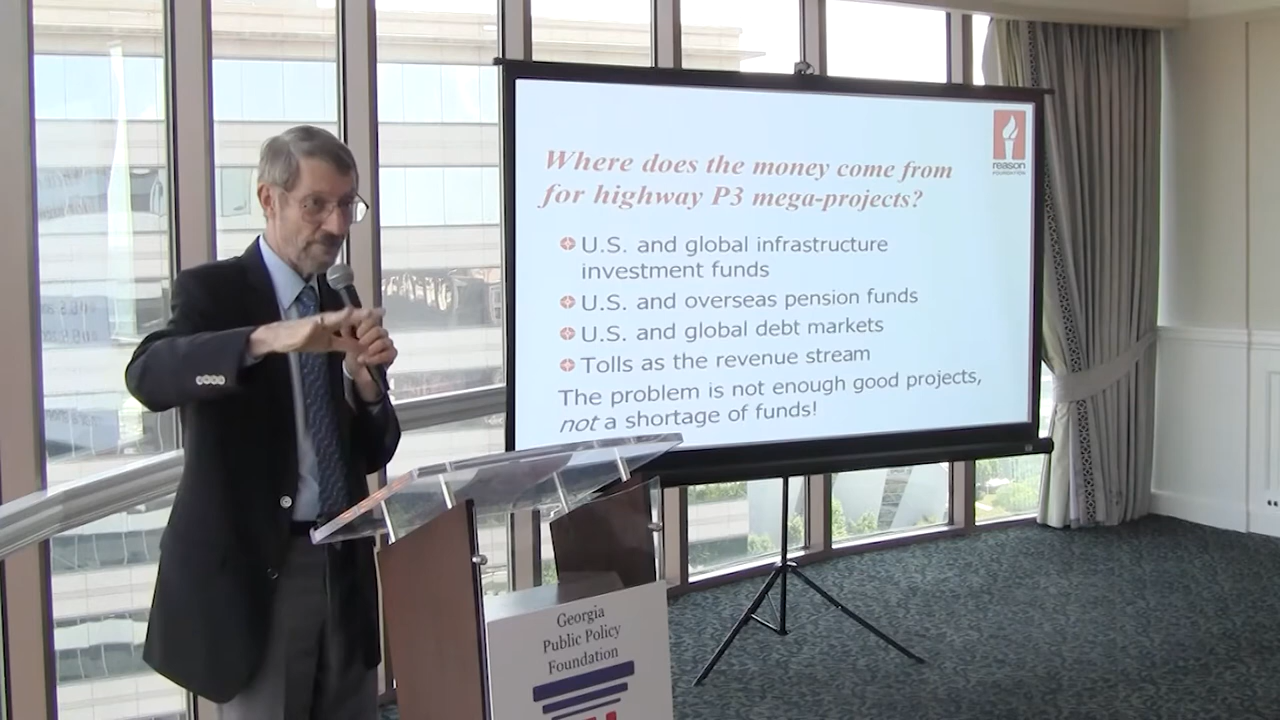 Where does the money come from
for highway P3 mega-projects?
reason
FOUNDATION
U.S. and global infrastructure
investment funds
U.S. and overseas pension funds
U.S. and global debt markets
Tolls as the revenue stream
The problem is not enough good projects,
not a shortage of funds!
Georgia
Public Policy
Foundation